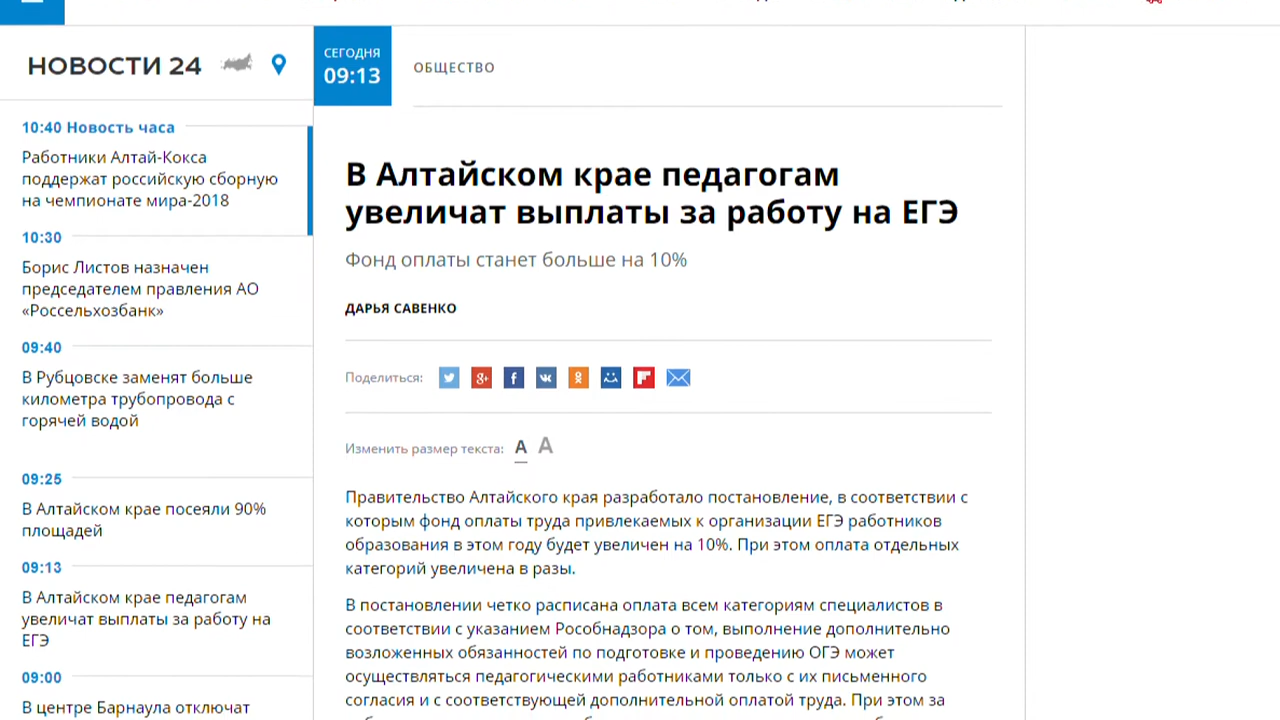 НОВОСТИ 24
10:40 Новость часа
Работники Алтай-Кокса
поддержат российскую сборную
на чемпионате мира-2018
10:30
Борис Листов назначен
председателем правления АО
«Россельхозбанк»
09:40
В Рубцовске заменят больше
километра трубопровода с
горячей водой
09:25
В Алтайском крае посеяли 90%
площадей
09:13
В Алтайском крае педагогам
увеличат выплаты за работу на
ЕГЭ
09:00
В центре Барнаула отключат
СЕГОДНЯ
09:13
ОБЩЕСТВО
В Алтайском крае педагогам
увеличат выплаты за работу на ЕГЭ
Фонд оплаты станет больше на 10%
ДАРЬЯ САВЕНКО
Поделиться:
Изменить размер текста: A A
Правительство Алтайского края разработало постановление, в соответствии с
которым фонд оплаты труда привлекаемых к организации ЕГЭ работников
образования в этом году будет увеличен на 10%. При этом оплата отдельных
категорий увеличена в разы.
В постановлении четко расписана оплата всем категориям специалистов в
соответствии с указанием Рособнадзора о том, выполнение дополнительно
возложенных обязанностей по подготовке и проведению ОГЭ может
осуществляться педагогическими работниками только с их письменного
согласия и с соответствующей дополнительной оплатой труда. При этом за